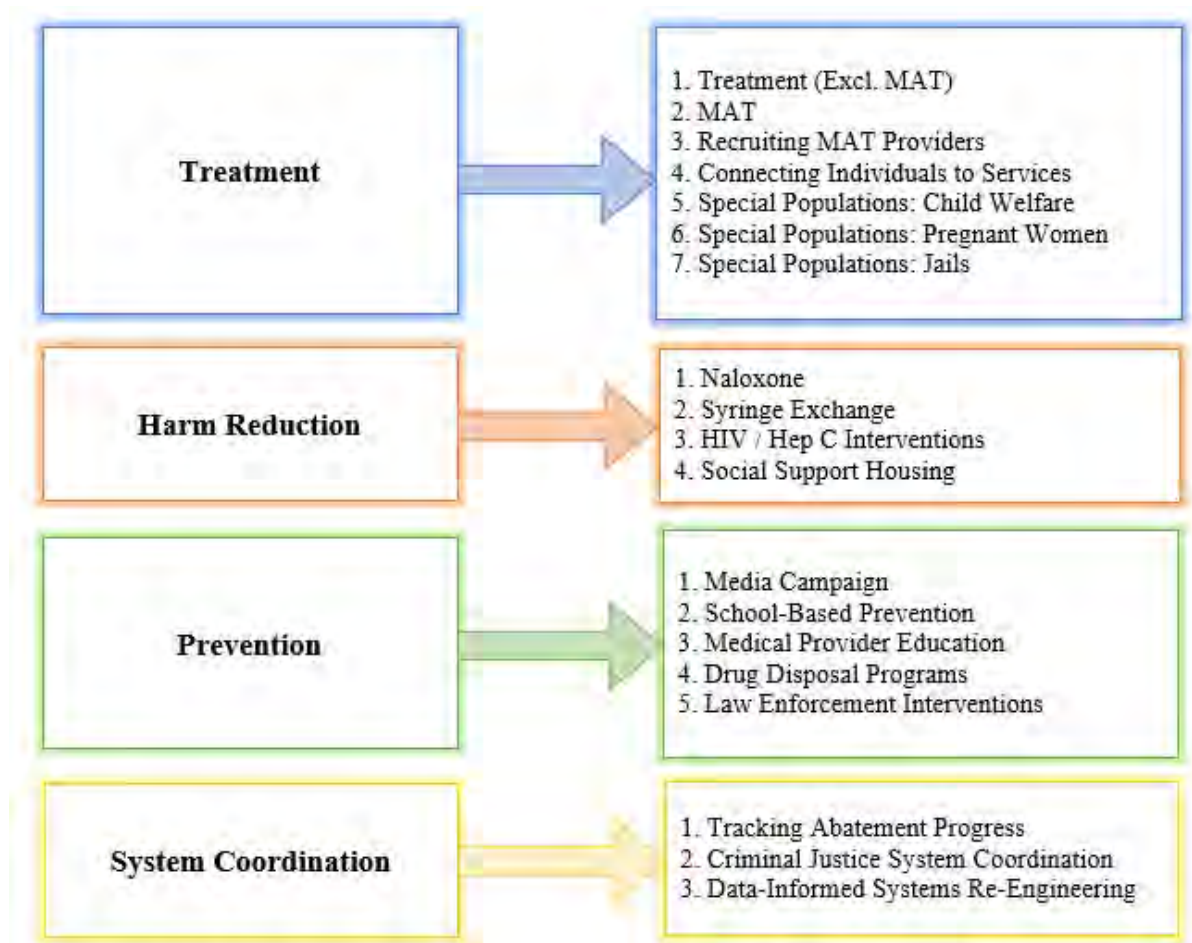 Treatment
1. Treatment (Excl. MAT)
2. MAT
3. Recruiting MAT Providers
4. Connecting Individuals to Services
5. Special Populations: Child Welfare
6. Special Populations: Pregnant Women
7. Special Populations: Jails
Harm Reduction
1. Naloxone
2. Syringe Exchange
3. HIV / Hep C Interventions
4. Social Support Housing
Prevention
1. Media Campaign
2. School-Based Prevention
3. Medical Provider Education
4. Drug Disposal Programs
5. Law Enforcement Interventions
System Coordination
1. Tracking Abatement Progress
2. Criminal Justice System Coordination
3. Data-Informed Systems Re-Engineering